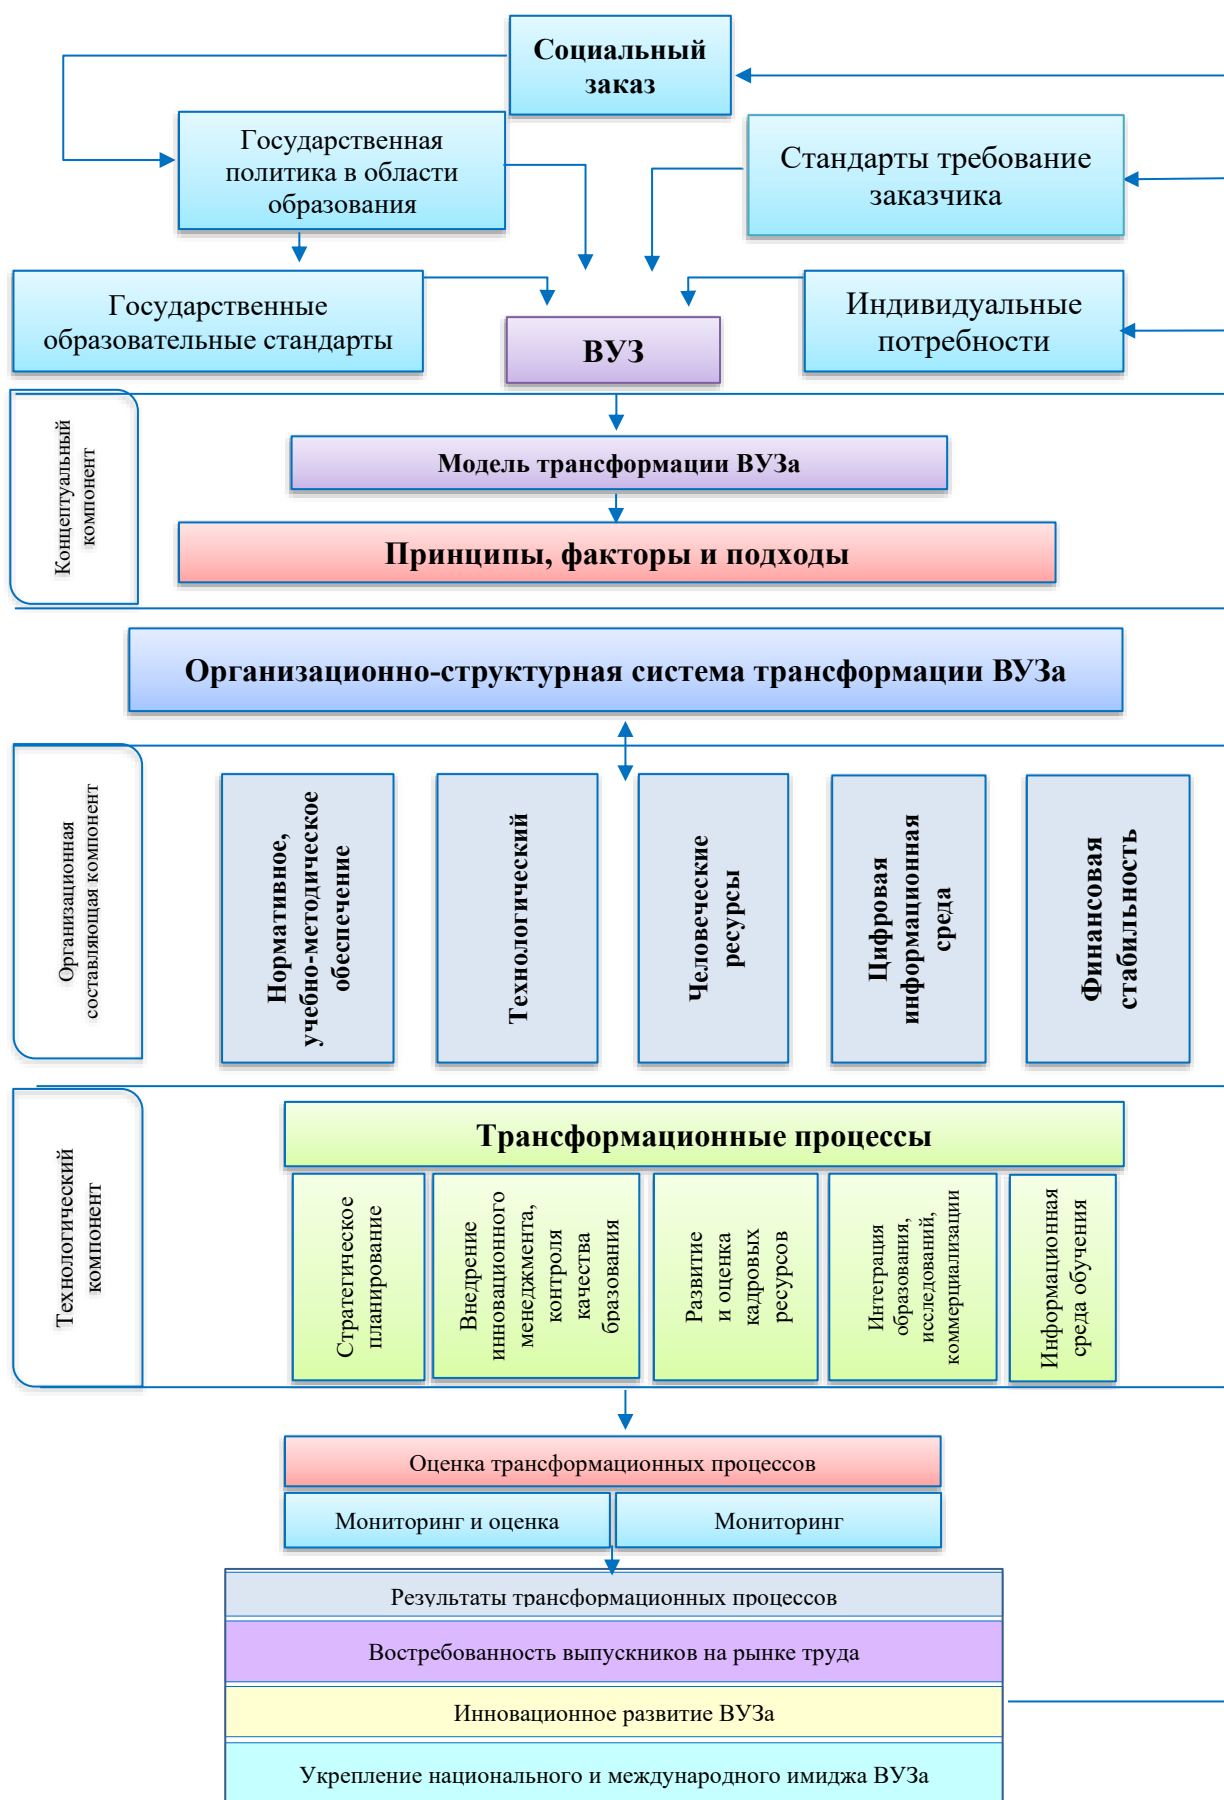 Социальный
заказ
Государственная
политика в области
образования
Стандарты требование
заказчика
Государственные
образовательные стандарты
ВУЗ
Индивидуальные
потребности
Концептуальный
компонент
Модель трансформации ВУЗа
Принципы, факторы и подходы
Организационно-структурная система трансформации ВУЗа
Организационная
составляющая компонент
Нормативное,
учебно-методическое
обеспечение
Технологический
Человеческие
ресурсы
Цифровая
информационная
среда
Финансовая
стабильность
Технологический
компонент
Трансформационные процессы
Стратегическое
планирование
Внедрение
инновационного
менеджмента,
контроля
качества
бразования
Развитие
и оценка
кадровых
ресурсов
Интеграция
образования,
исследований,
коммерциализации
Информационная
среда обучения
Оценка трансформационных процессов
Мониторинг и оценка
Мониторинг
Результаты трансформационных процессов
Востребованность выпускников на рынке труда
Инновационное развитие ВУЗа
Укрепление национального и международного имиджа ВУЗа